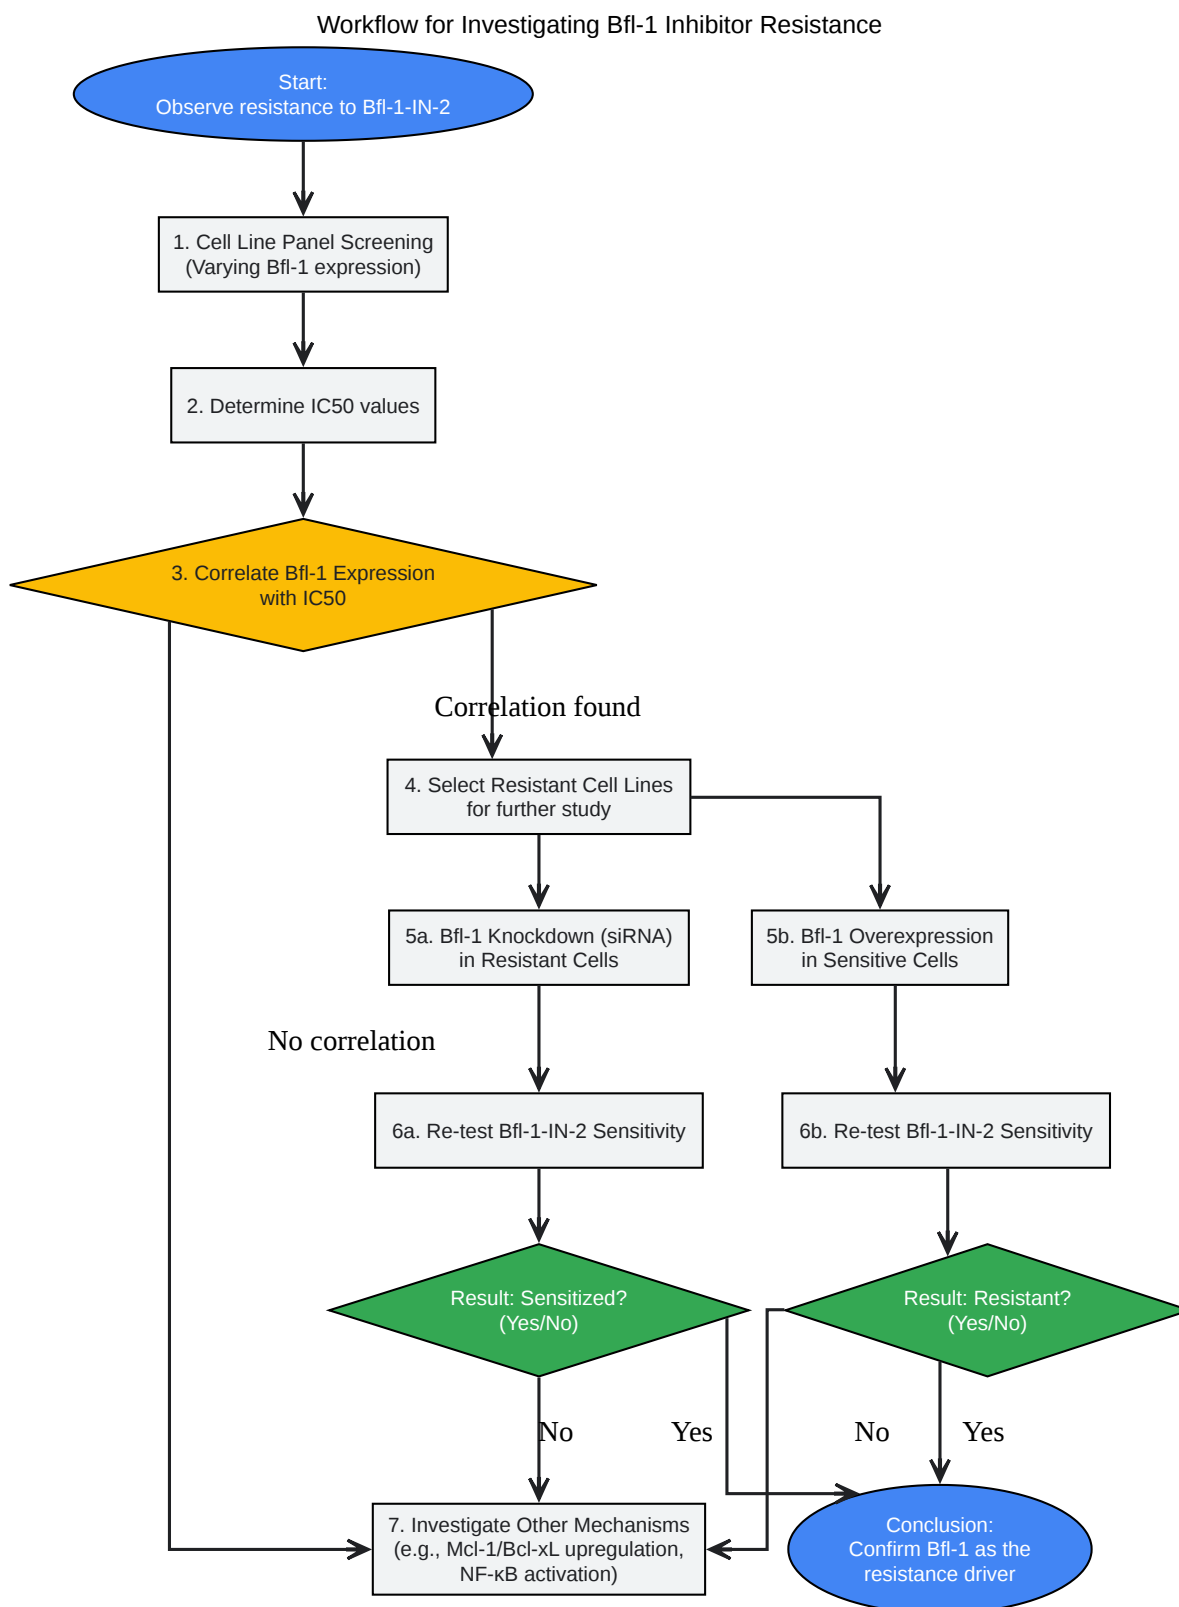 Workflow for Investigating Bfl-1 Inhibitor Resistance
Start:
Observe resistance to Bfl-1-IN-2
1. Cell Line Panel Screening
(Varying Bfl-1 expression)
2. Determine IC50 values
3. Correlate Bfl-1 Expression
with IC50
Correlation found
4. Select Resistant Cell Lines
for further study
5a. Bfl-1 Knockdown (siRNA)
in Resistant Cells
5b. Bfl-1 Overexpression
in Sensitive Cells
No correlation
6a. Re-test Bfl-1-IN-2 Sensitivity
6b. Re-test Bfl-1-IN-2 Sensitivity
Result: Sensitized?
(Yes/No)
Result: Resistant?
(Yes/No)
No
Yes
No
Yes
7. Investigate Other Mechanisms
(e.g., Mcl-1/Bcl-xL upregulation,
NF-κB activation)
Conclusion:
Confirm Bfl-1 as the
resistance driver